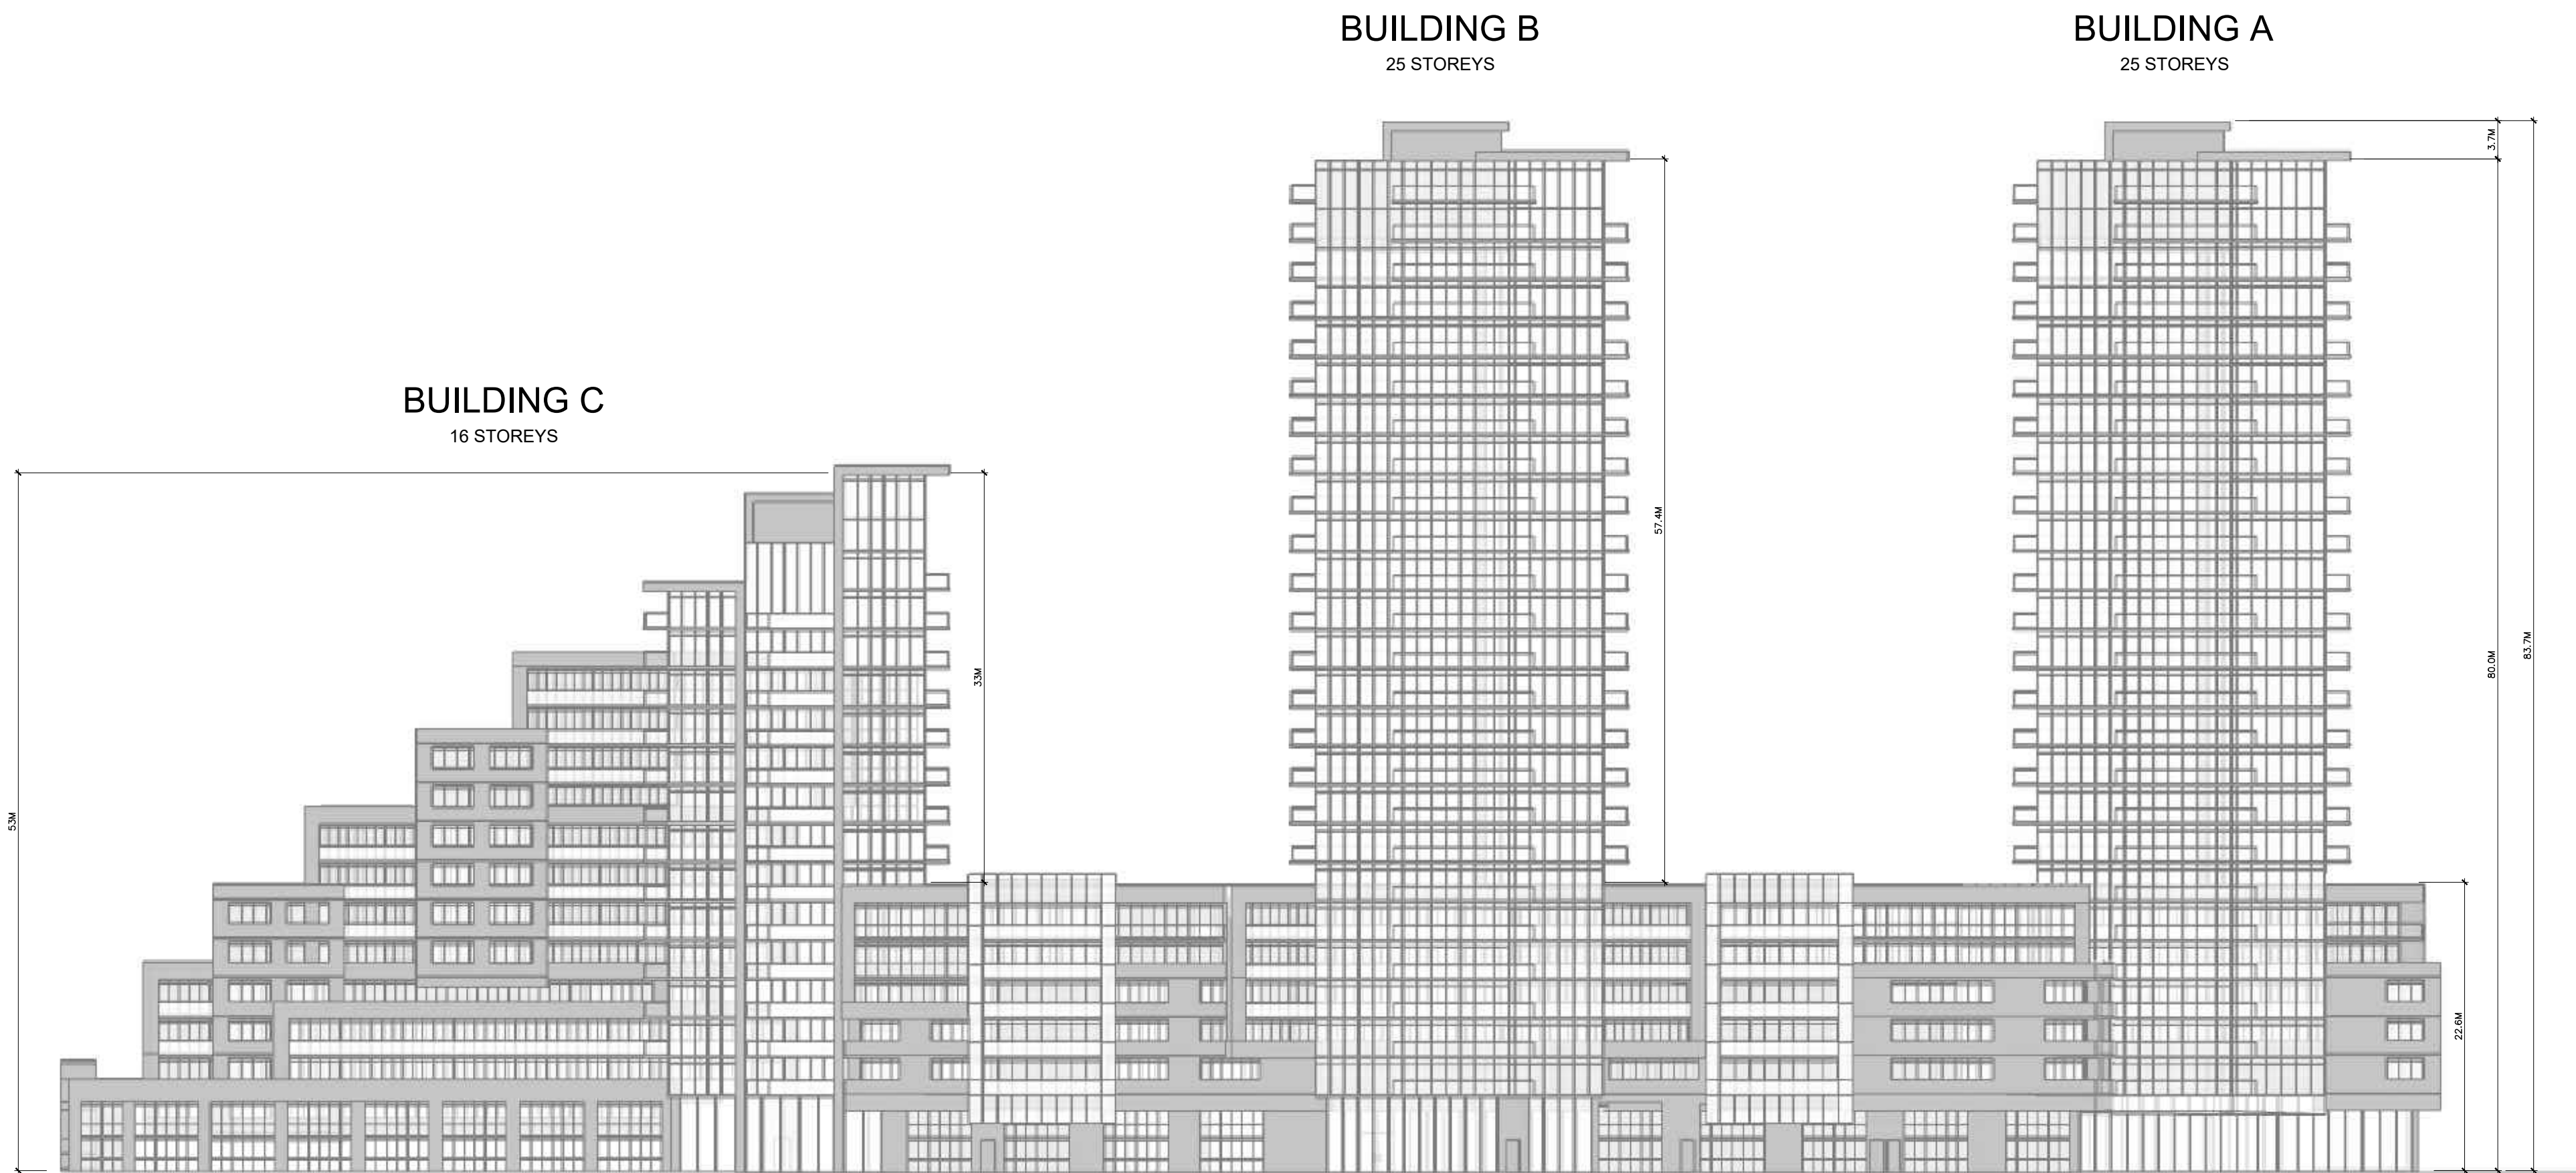 BUILDING B
25 STOREYS
BUILDING A
25 STOREYS
3.7M
BUILDING C
16 STOREYS
57.4M
83.7M
80.0M
33M
53M
22.6M